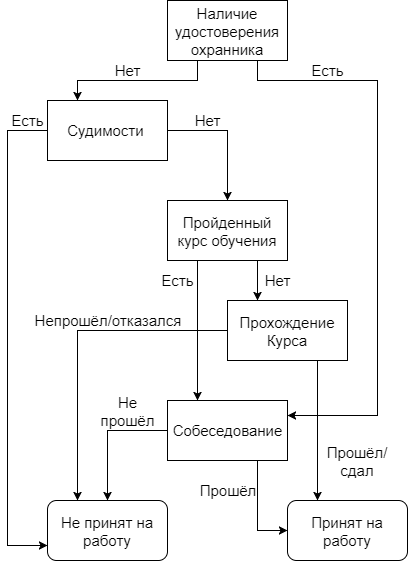 Наличие
удостоверения
охранника
Нет
Есть
Есть
Судимости
Нет
Пройденный
курс обучения
Есть
Нет
Непрошёл/отказался
Прохождение
Курса
Не
прошёл
Собеседование
Прошёл/
сдал
Прошёл
Не принят на
работу
Принят на
работу